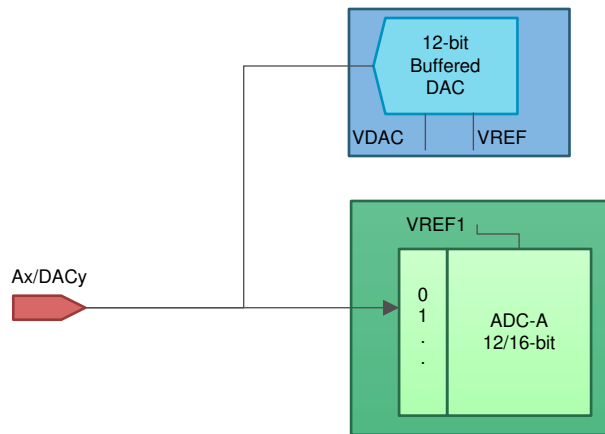 12-bit
Buffered
DAC
VDAC VREF
VREF1
Ax/DACy
0
1
.
.
ADC-A
12/16-bit